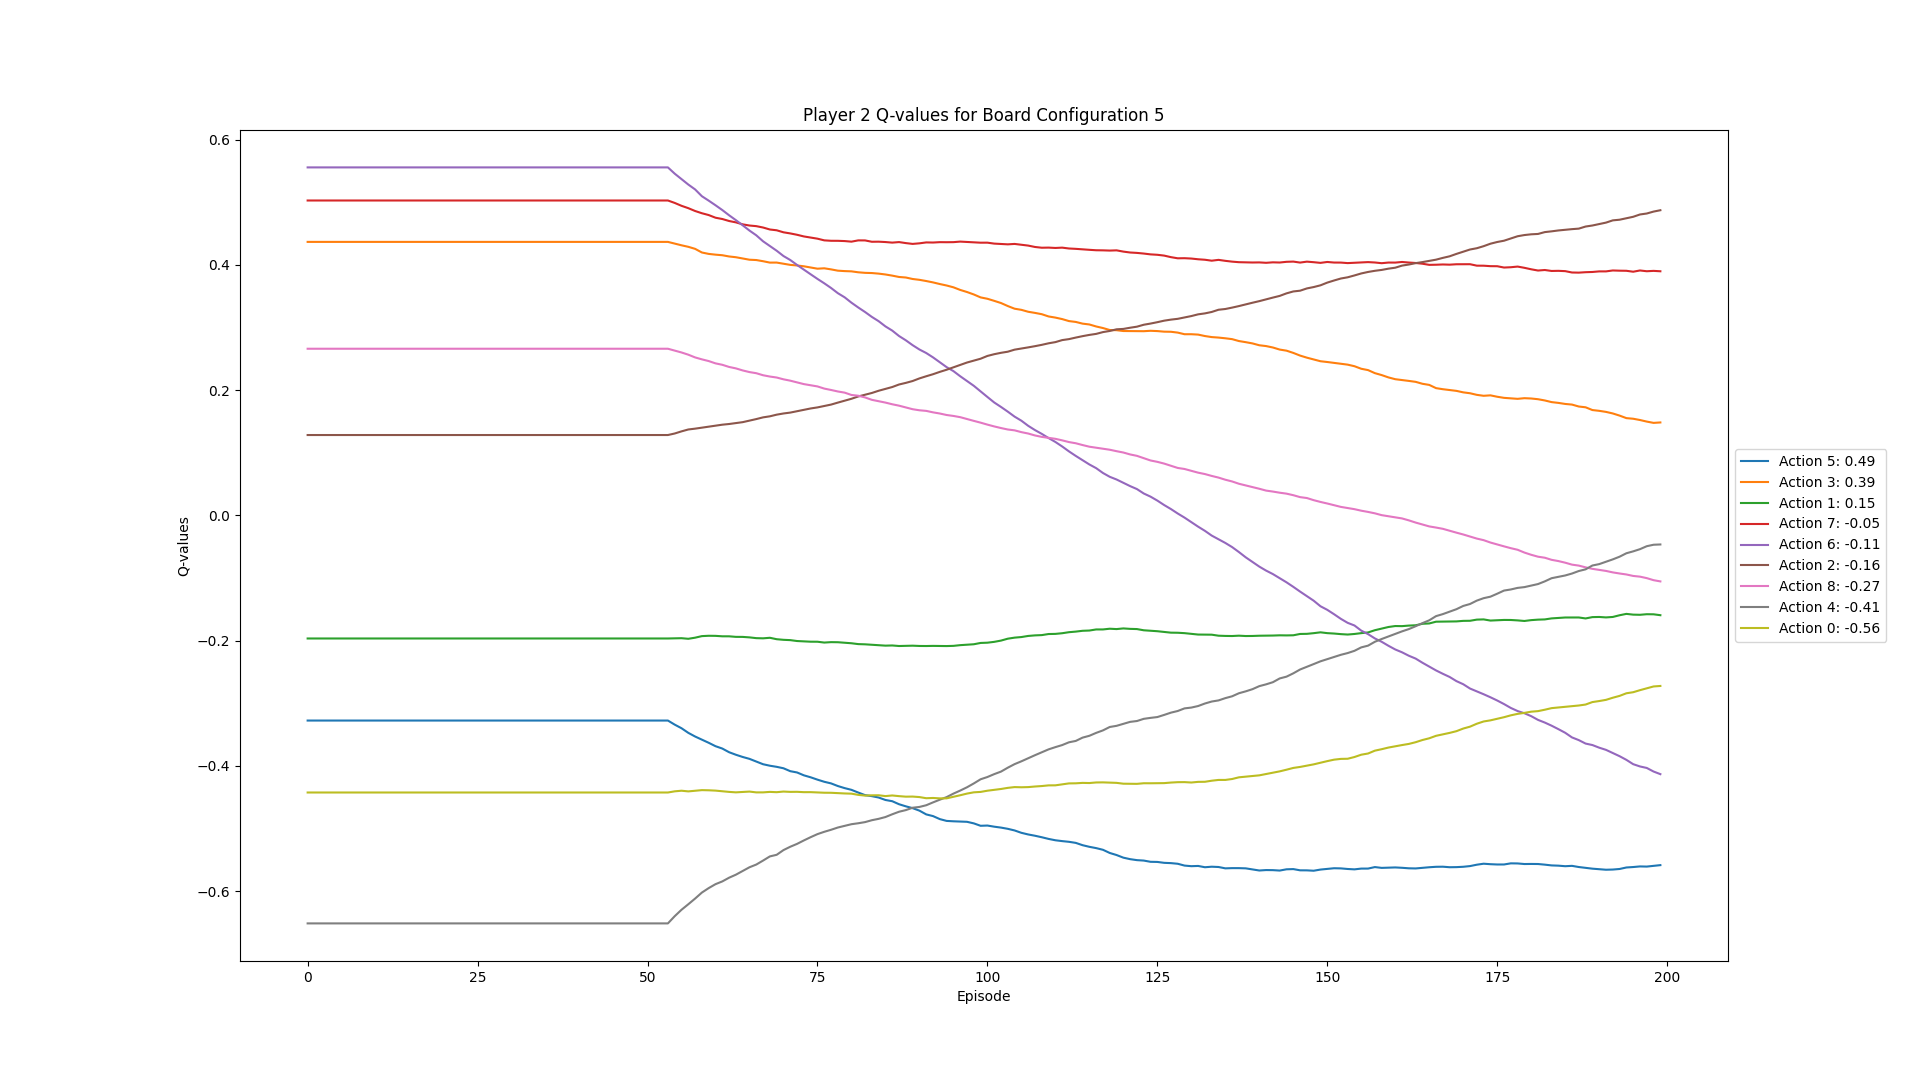 Player 2 Q-values for Board Configuration 5
0.6
0.4
0.2
0.0
−0.2
−0.4
−0.6
Q-values
0
25
50
75
100
125
150
175
200
Episode
Action 5: 0.49
Action 3: 0.39
Action 1: 0.15
Action 7: -0.05
Action 6: -0.11
Action 2: -0.16
Action 8: -0.27
Action 4: -0.41
Action 0: -0.56